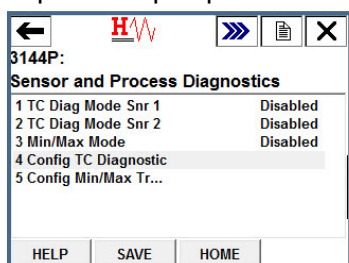 H
3144P:
Sensor and Process Diagnostics
1 TC Diag Mode Snr 1 Disabled
2 TC Diag Mode Snr 2 Disabled
3 Min/Max Mode Disabled
4 Config TC Diagnostic
5 Config Min/Max Tr...
HELP SAVE HOME